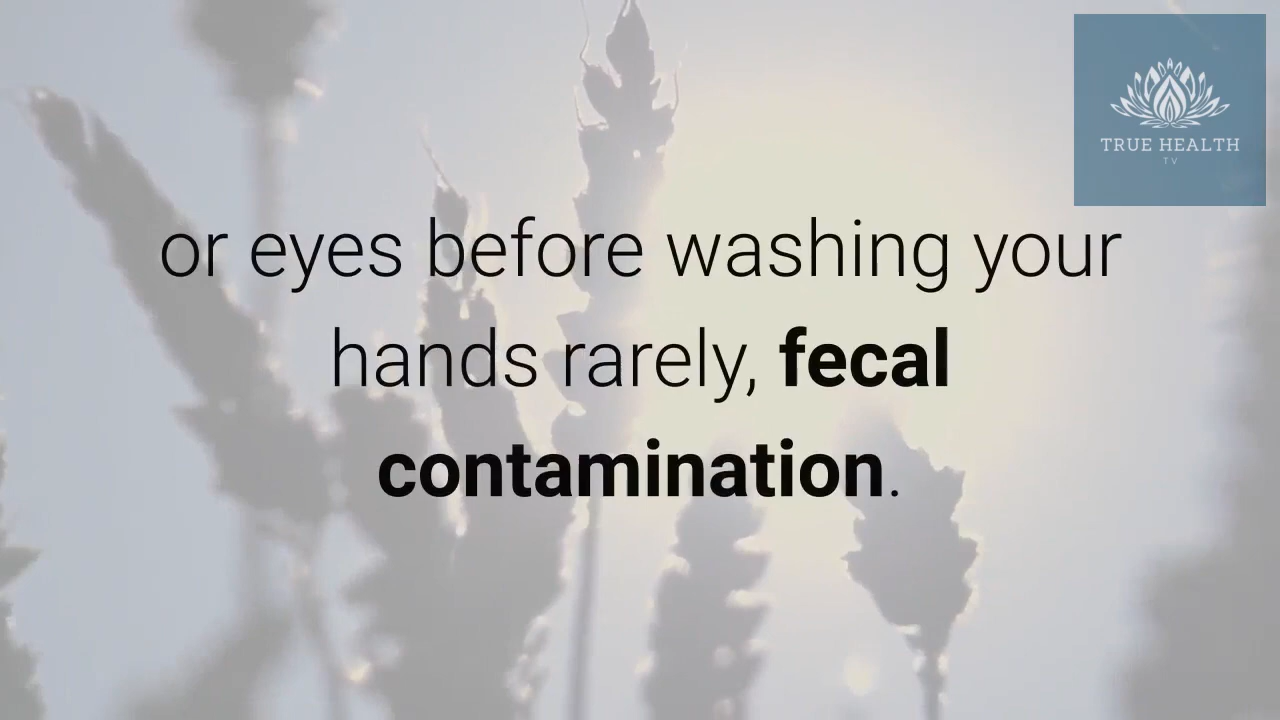 TRUE HEALTH
TV
or eyes before washing your
hands rarely, fecal
contamination.